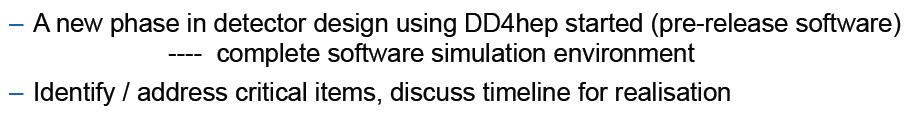 – A new phase in detector design using DD4hep started (pre-release software)
---- complete software simulation environment
– Identify / address critical items, discuss timeline for realisation